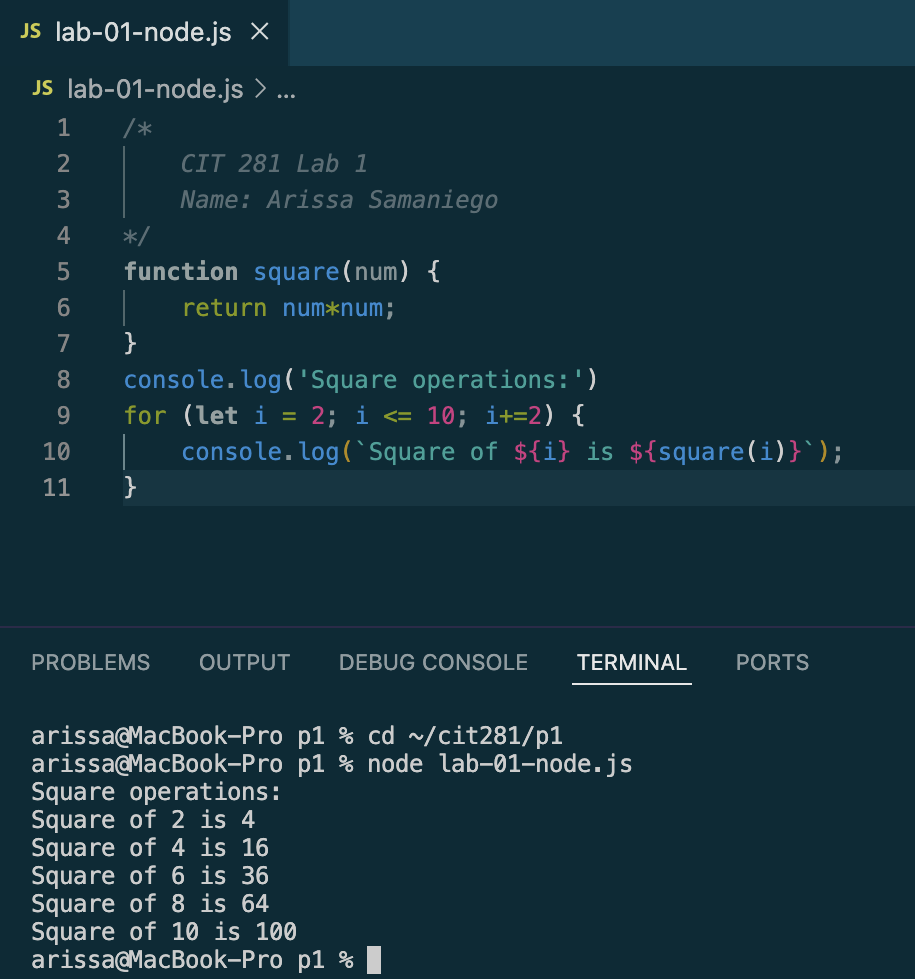 JS lab-01-node.js ×
JS lab-01-node.js > ...
1 /*
2     CIT 281 Lab 1
3     Name: Arissa Samaniego
4 */
5 function square(num) {
6     return num*num;
7 }
8 console.log('Square operations:')
9 for (let i = 2; i <= 10; i+=2) {
10     console.log(`Square of ${i} is ${square(i)}`);
11 }
PROBLEMS OUTPUT DEBUG CONSOLE TERMINAL PORTS
arissa@MacBook-Pro p1 % cd ~/cit281/p1
arissa@MacBook-Pro p1 % node lab-01-node.js
Square operations:
Square of 2 is 4
Square of 4 is 16
Square of 6 is 36
Square of 8 is 64
Square of 10 is 100
arissa@MacBook-Pro p1 %